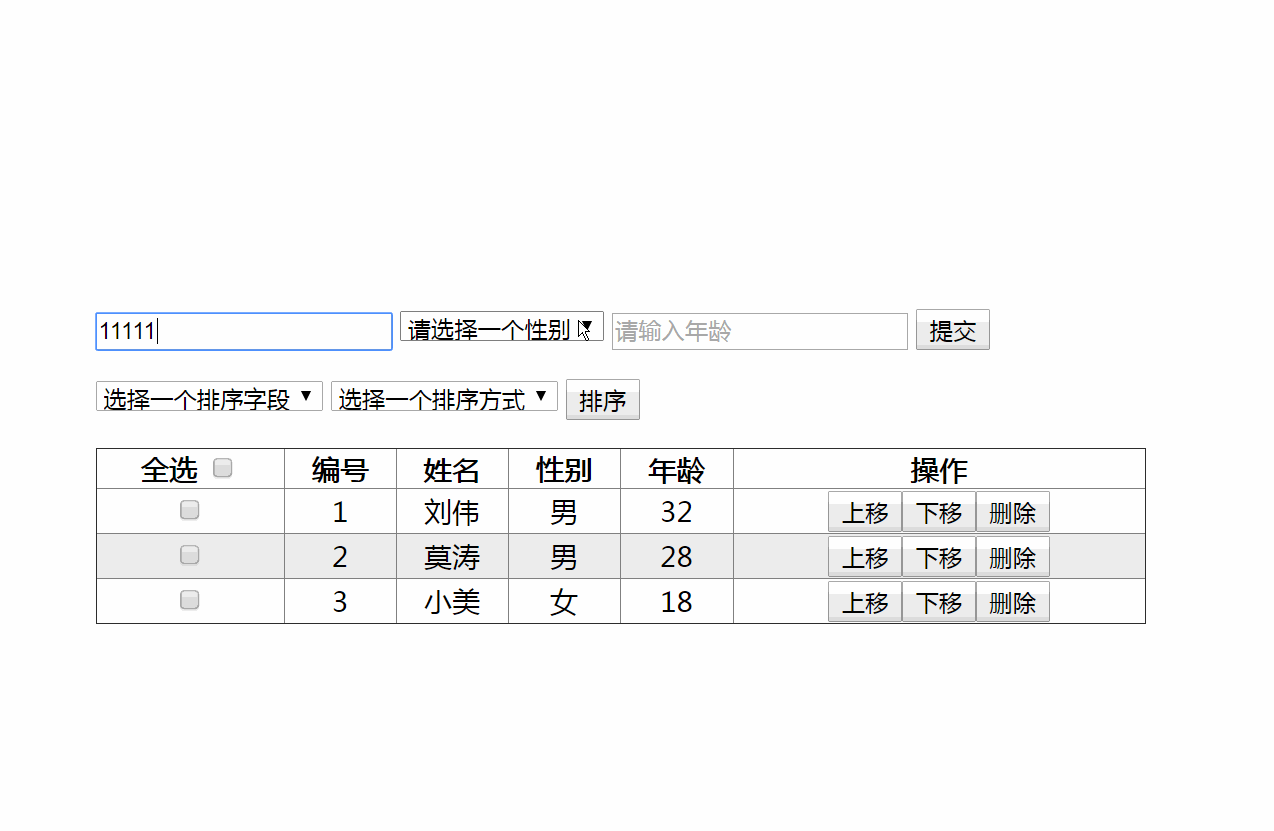 11111 请选择一个性别 请输入年龄 提交
选择一个排序字段 选择一个排序方式 排序
全选 编号 姓名 性别 年龄 操作
1 刘伟 男 32 上移 下移 删除
2 莫涛 男 28 上移 下移 删除
3 小美 女 18 上移 下移 删除